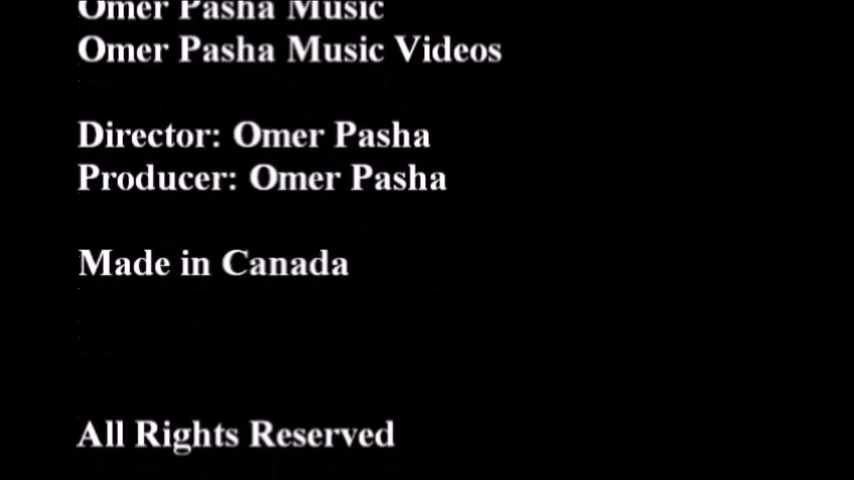 Omer Pasha Music
Omer Pasha Music Videos
Director: Omer Pasha
Producer: Omer Pasha
Made in Canada
All Rights Reserved